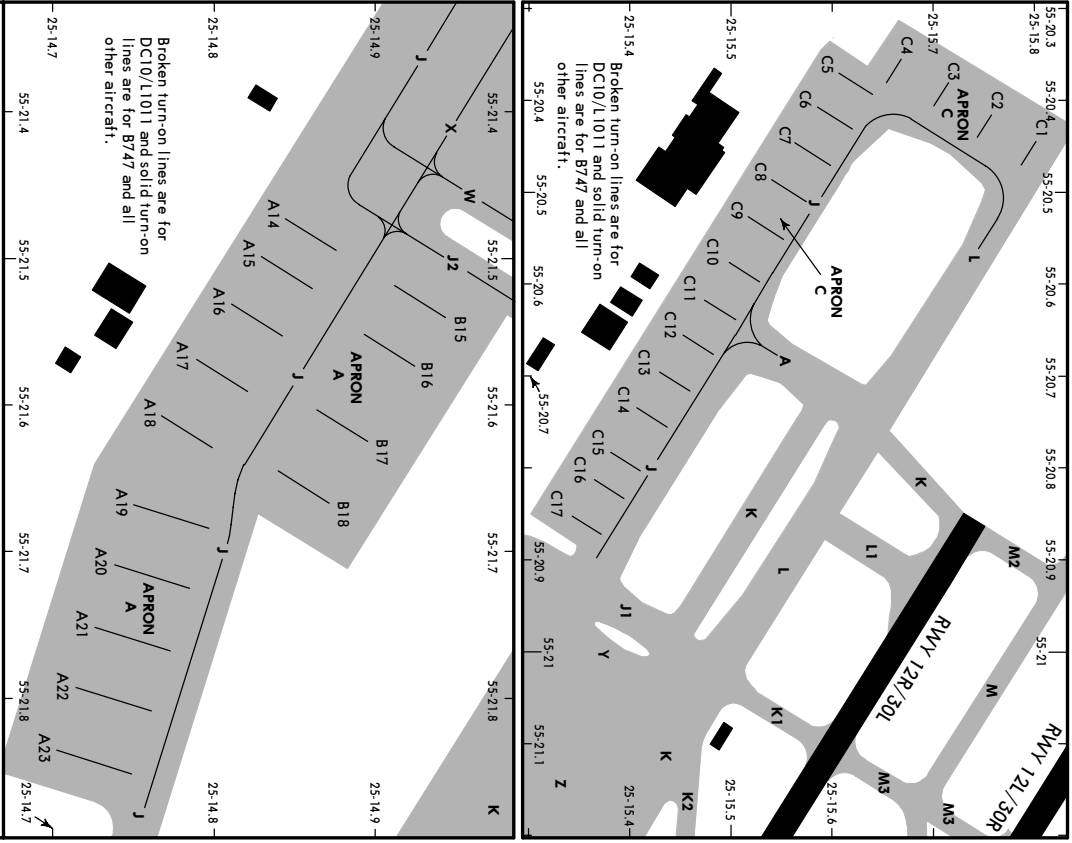 25-14.7
25-14.8
25-14.9
55-21.4
55-21.4
55-21.5
55-21.5
55-21.6
55-21.6
55-21.7
55-21.7
55-21.8
55-21.8
25-14.7
25-14.8
25-14.9
Broken turn-on lines are for
DC10/L1011 and solid turn-on
lines are for B747 and all
other aircraft.
J
X
W
J2
A14
A15
A16
A17
A18
A19
A20
A21
A22
A23
B15
B16
B17
B18
APRON
A
J
J
APRON
A
J
K
25-15.4
25-15.5
25-15.7
25-15.8
55-20.3
55-20.4
55-20.4
55-20.5
55-20.5
55-20.6
55-20.6
55-20.7
55-20.7
55-20.8
55-20.9
55-20.9
55-21
55-21
55-21.1
25-15.4
25-15.5
25-15.6
Broken turn-on lines are for
DC10/L1011 and solid turn-on
lines are for B747 and all
other aircraft.
C1
C2
C3
C4
C5
C6
C7
C8
C9
C10
C11
C12
C13
C14
C15
C16
C17
APRON
C
APRON
C
J
L
A
J
K
K
L1
L
M2
M
J1
Y
K1
K
K2
Z
M3
M3
RWY 12R/30L
RWY 12L/30R